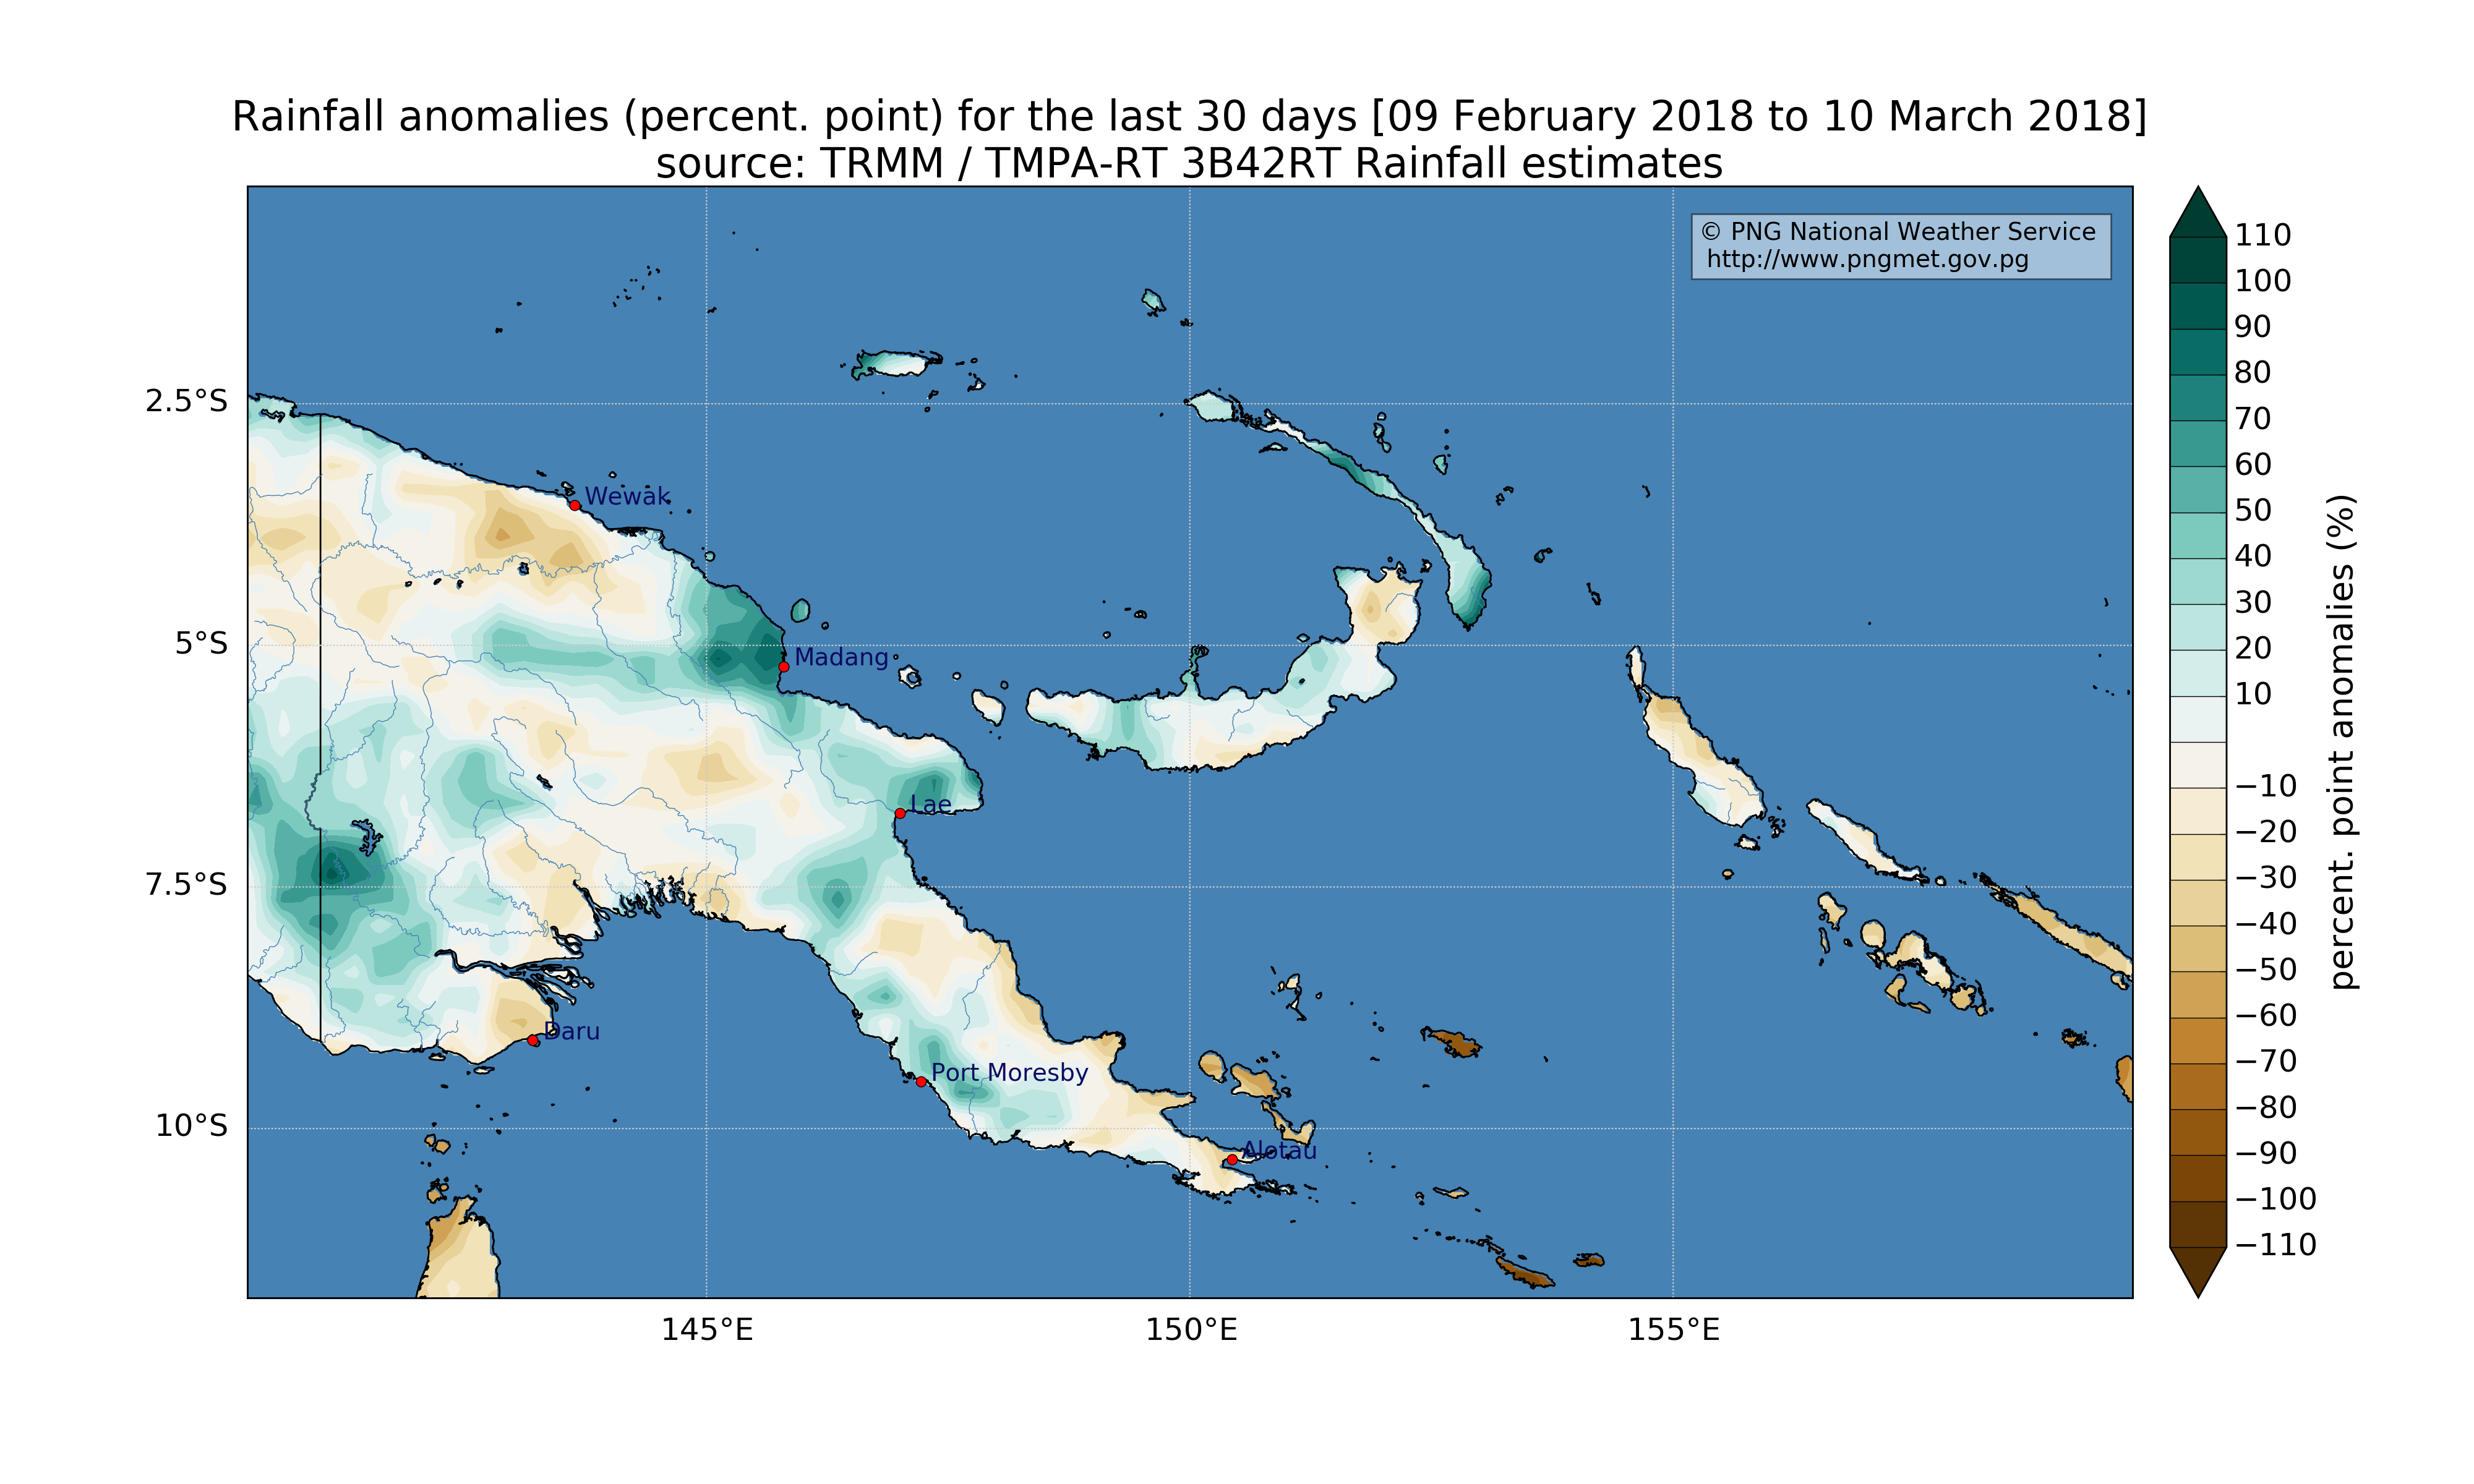 Rainfall anomalies (percent. point) for the last 30 days [09 February 2018 to 10 March 2018]
source: TRMM / TMPA-RT 3B42RT Rainfall estimates
© PNG National Weather Service
http://www.pngmet.gov.pg
2.5°S
5°S
7.5°S
10°S
145°E
150°E
155°E
Wewak
Madang
Lae
Daru
Port Moresby
Alotau
110
100
90
80
70
60
50
40
30
20
10
−10
−20
−30
−40
−50
−60
−70
−80
−90
−100
−110
percent. point anomalies (%)